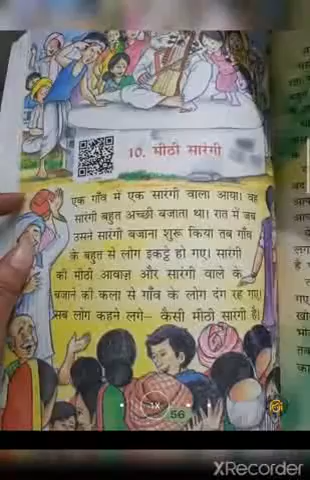 10. मीठी सारंगी
एक गाँव में एक सारंगी वाला आया। वह
सारंगी बहुत अच्छी बजाता था। रात में जब
उसने सारंगी बजाना शुरू किया तब गाँव
के बहुत से लोग इकट्ठे हो गए। सारंगी
की मीठी आवाज़ और सारंगी वाले के
बजाने की कला से गाँव के लोग दंग रह गए।
सब लोग कहने लगे– कैसी मीठी सारंगी है।
1X
56
XRecorder